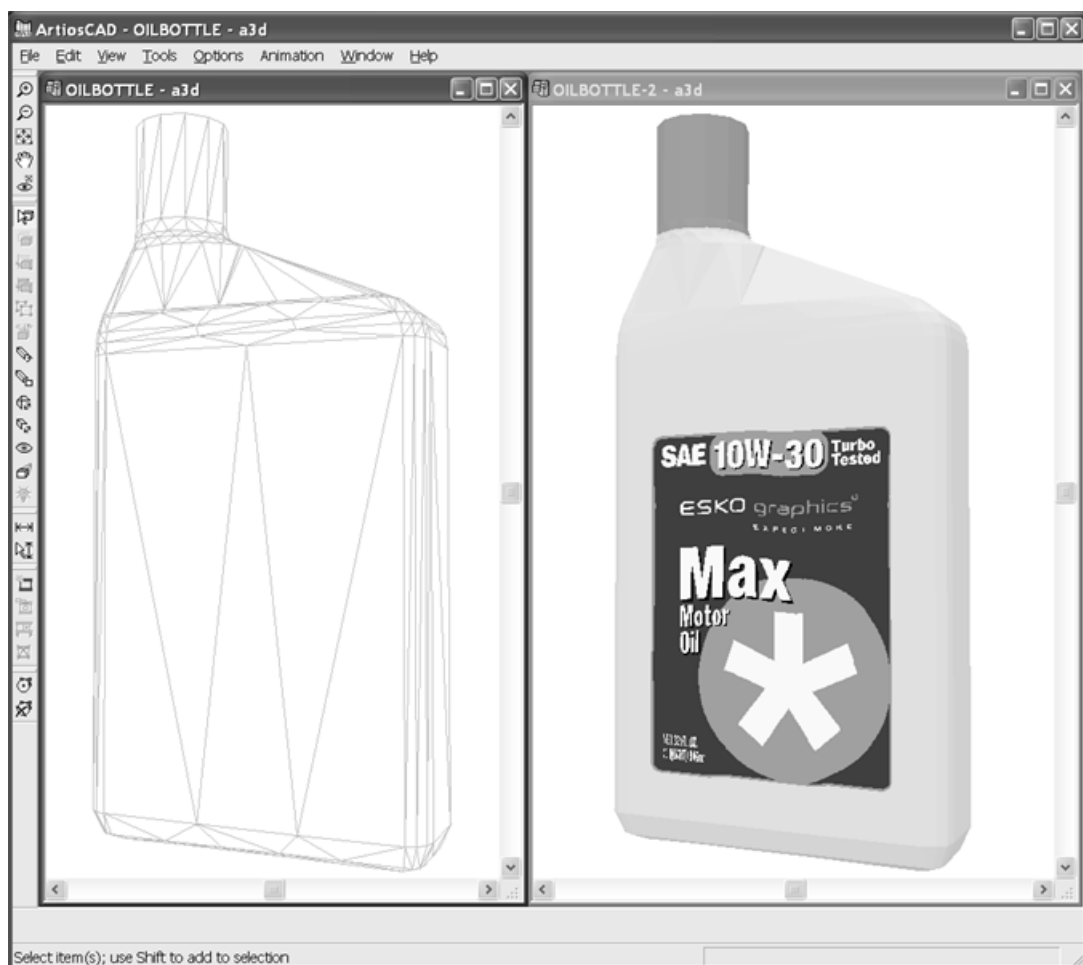 ArtiosCAD - OILBOTTLE - a3d
File Edit View Tools Options Animation Window Help
OILBOTTLE - a3d
OILBOTTLE-2 - a3d
SAE 10W-30 Turbo
Tested
ESKO graphics
Max
Motor
Oil
Select item(s); use Shift to add to selection